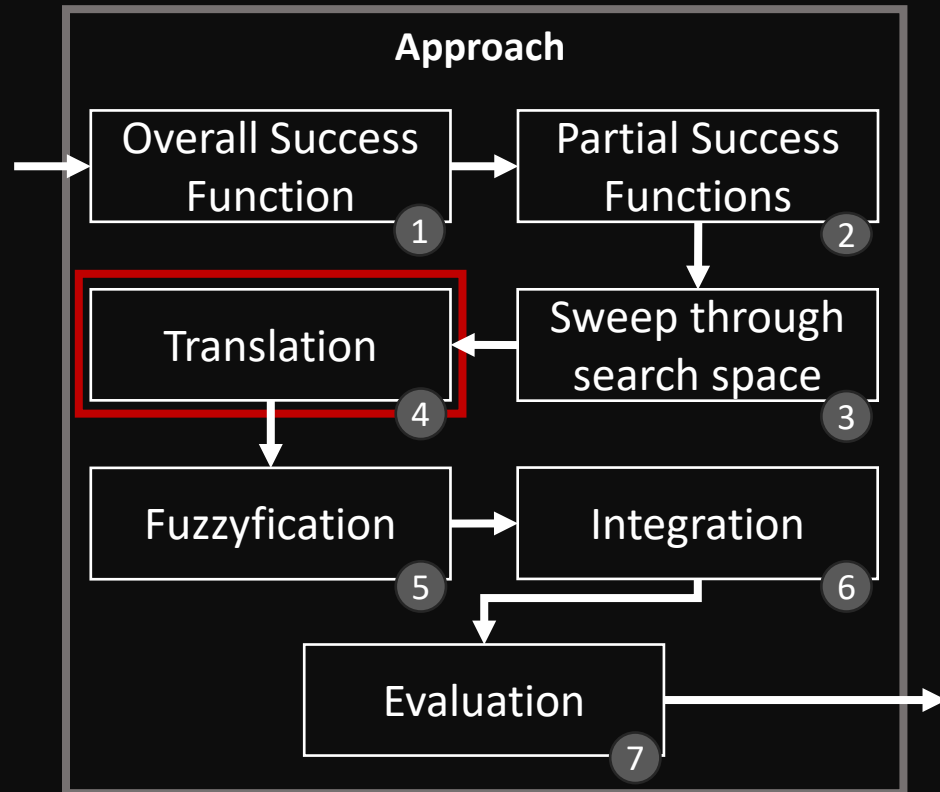 Approach
Overall Success
Function
1
Partial Success
Functions
2
Sweep through
search space
3
Translation
4
Fuzzyfication
5
Integration
6
Evaluation
7